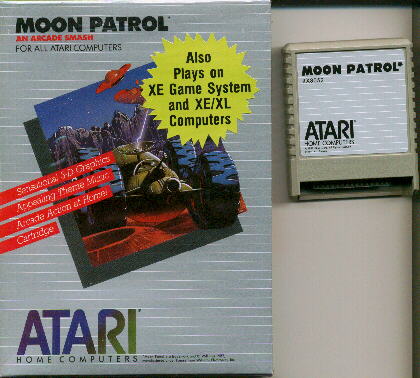 MOON PATROL*
AN ARCADE SMASH
FOR ALL ATARI COMPUTERS
Also
Plays on
XE Game System
and XE/XL
Computers
Sensational 3-D Graphics
Appealing Theme Music
Arcade Action at Home!
Cartridge
ATARI
HOME COMPUTERS
MOON PATROL*
ATARI
HOME COMPUTERS